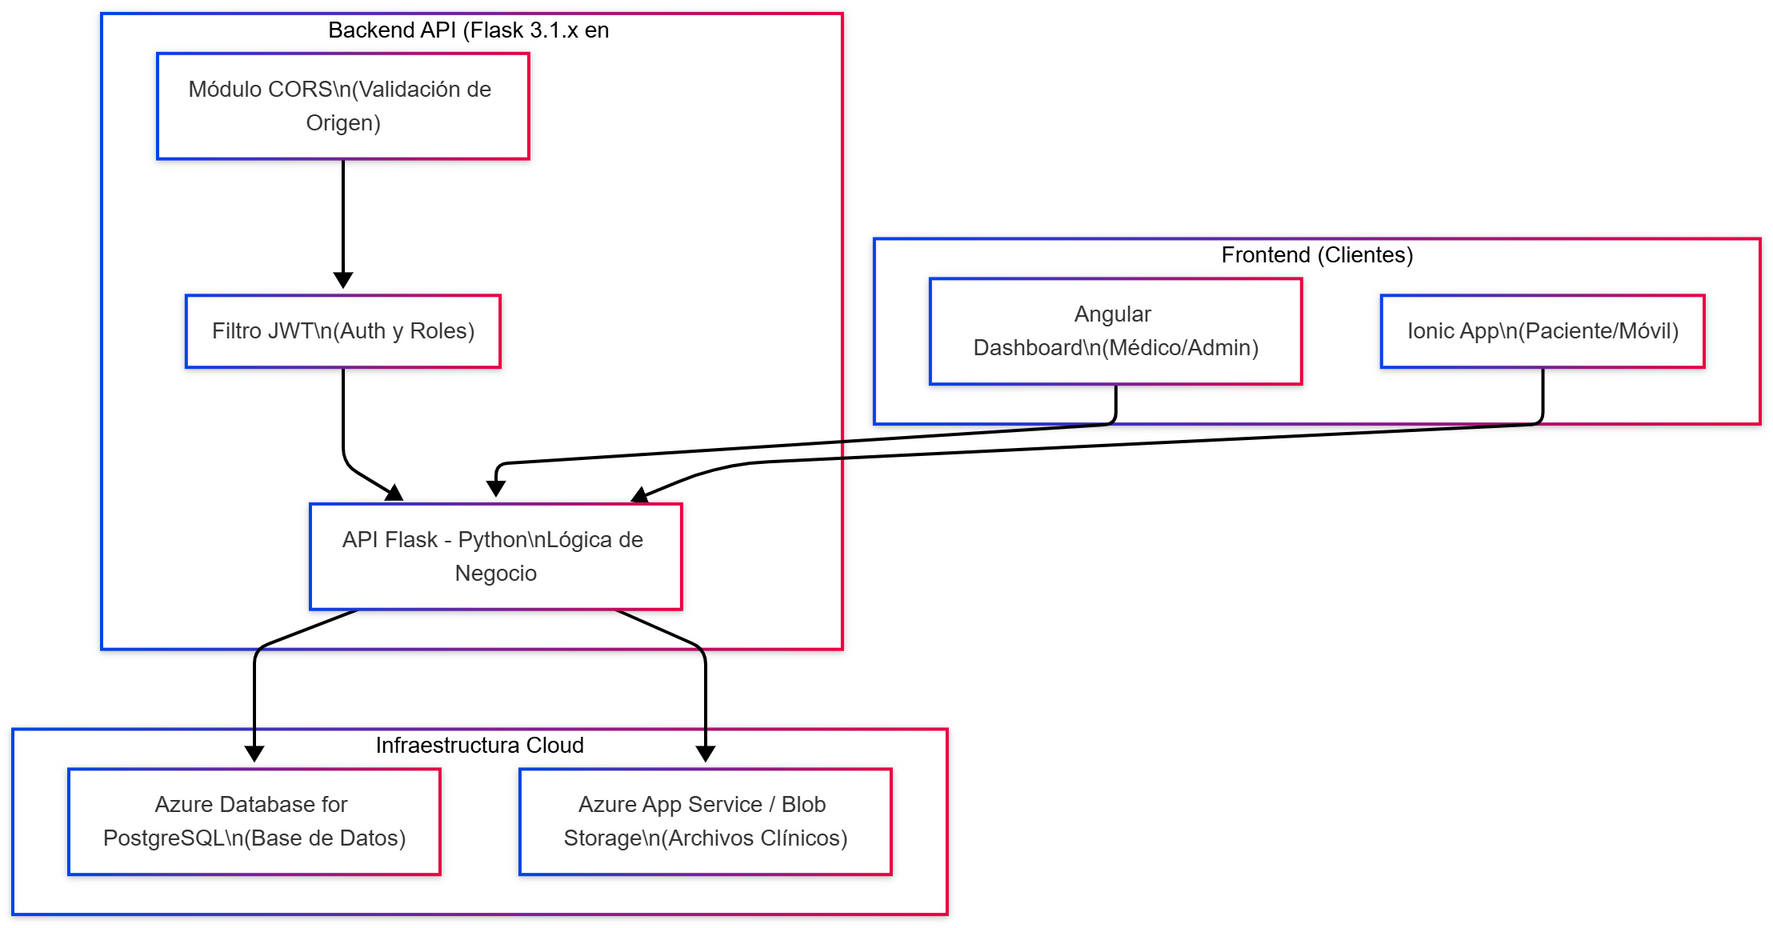 Backend API (Flask 3.1.x en
Módulo CORS\n(Validación de
Origen)
Filtro JWT\n(Auth y Roles)
API Flask - Python\nLógica de
Negocio
Frontend (Clientes)
Angular
Dashboard\n(Médico/Admin)
Ionic App\n(Paciente/Móvil)
Infraestructura Cloud
Azure Database for
PostgreSQL\n(Base de Datos)
Azure App Service / Blob
Storage\n(Archivos Clínicos)